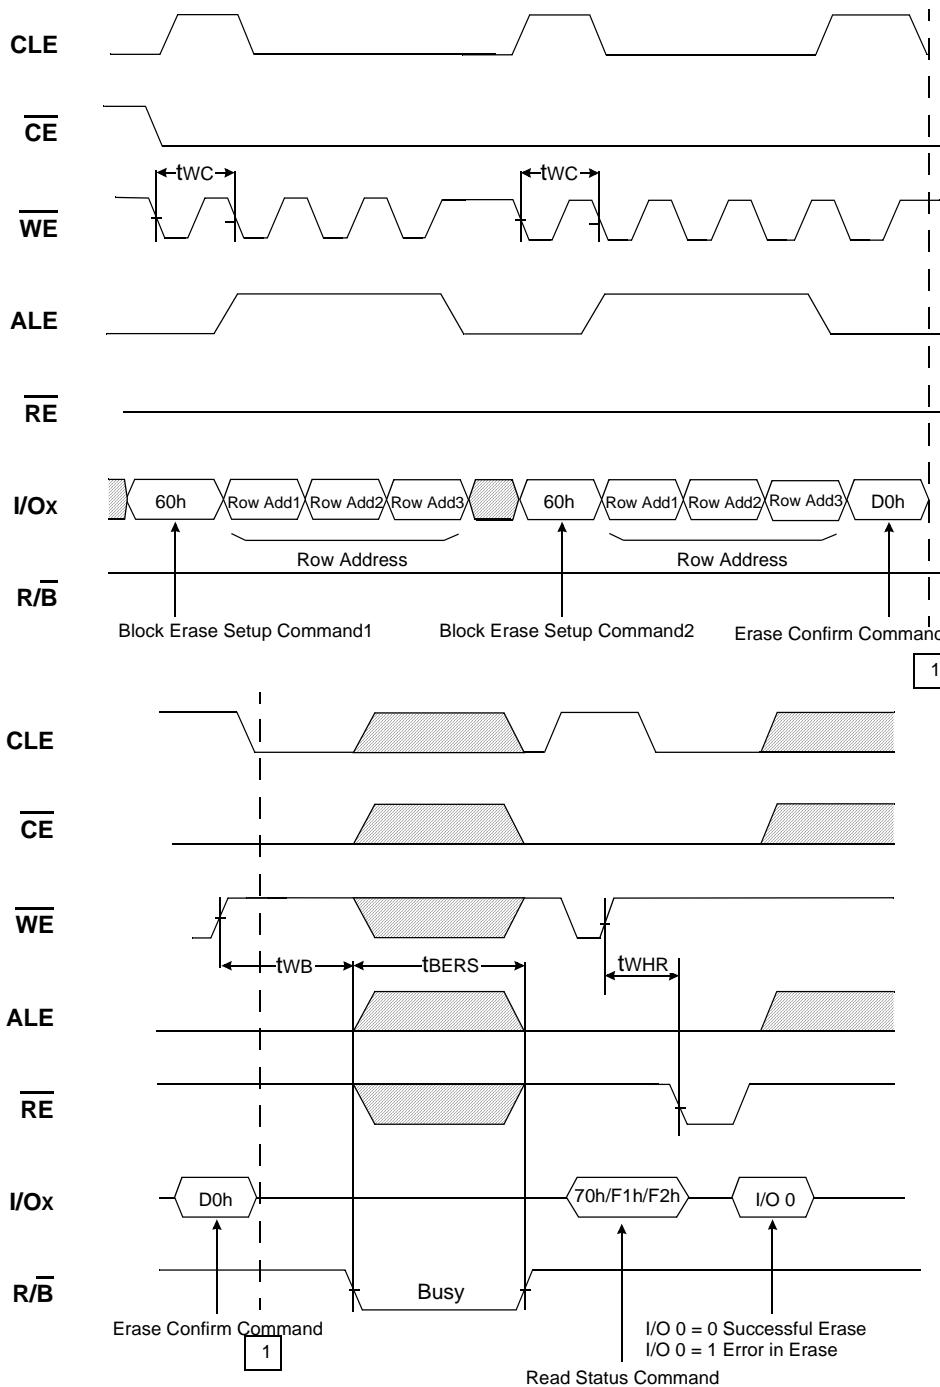 CLE
CE
tWC tWC
WE
ALE
RE
I/Ox 60h Row Add1 Row Add2 Row Add3 60h Row Add1 Row Add2 Row Add3 D0h
Row Address Row Address
R/B
Block Erase Setup Command1 Block Erase Setup Command2 Erase Confirm Command
1
CLE
CE
WE
tWB tBERS tWHR
ALE
RE
I/Ox D0h 70h/F1h/F2h I/O 0
R/B Busy
Erase Confirm Command
1
I/O 0 = 0 Successful Erase
I/O 0 = 1 Error in Erase
Read Status Command